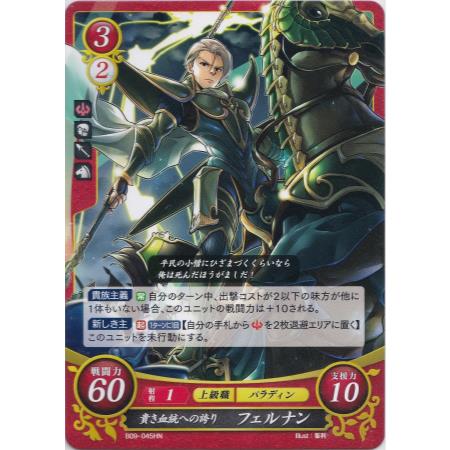 3
2
平民の小僧にひざまづくくらいなら
俺は死んだほうがましだ!
貴族主義 常 自分のターン中、出撃コストが2以下の味方が他に
1体もいない場合、このユニットの戦闘力は+10される。
新しき主 起 1ターンに1回 【自分の手札から を2枚退避エリアに置く】
このユニットを未行動にする。
戦闘力
60
射程 1
上級職
パラディン
支援力
10
貴き血統への誇り フェルナン
B09-045HN